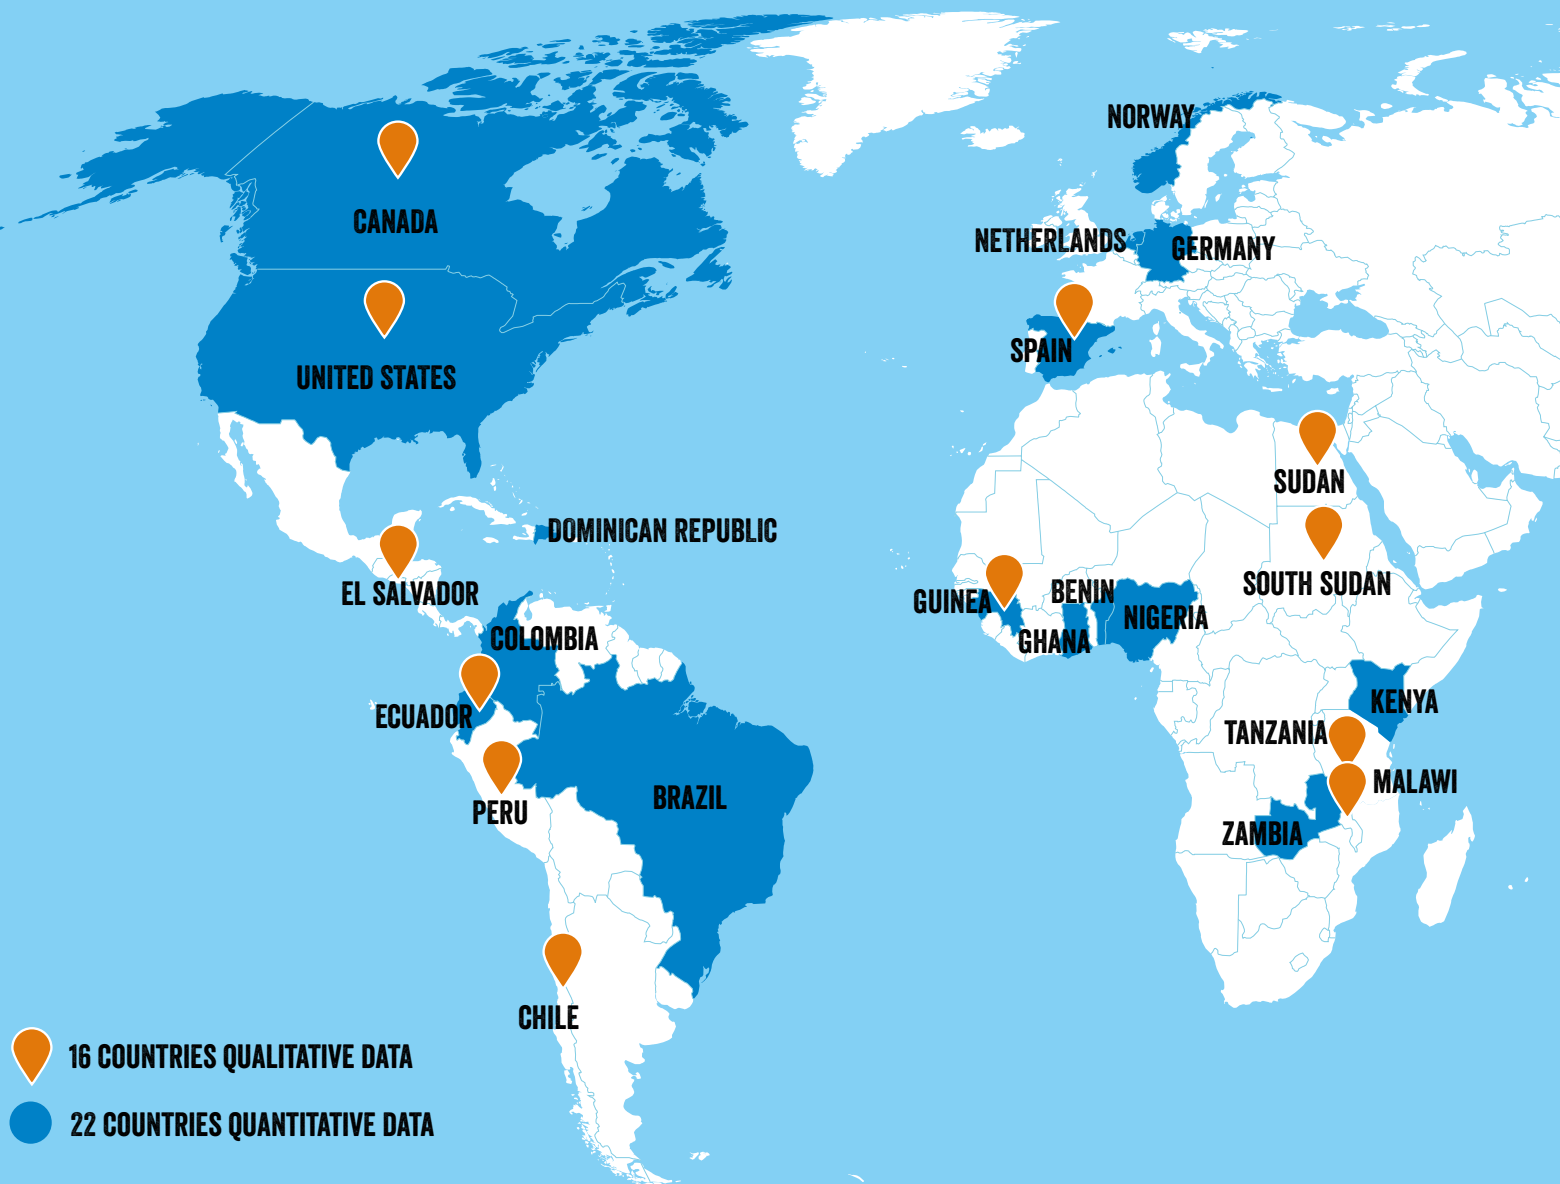 NORWAY
CANADA
NETHERLANDS
GERMANY
SPAIN
UNITED STATES
SUDAN
DOMINICAN REPUBLIC
SOUTH SUDAN
EL SALVADOR
GUINEA
BENIN
NIGERIA
GHANA
COLOMBIA
ECUADOR
KENYA
TANZANIA
MALAWI
BRAZIL
PERU
ZAMBIA
CHILE
16 COUNTRIES QUALITATIVE DATA
22 COUNTRIES QUANTITATIVE DATA